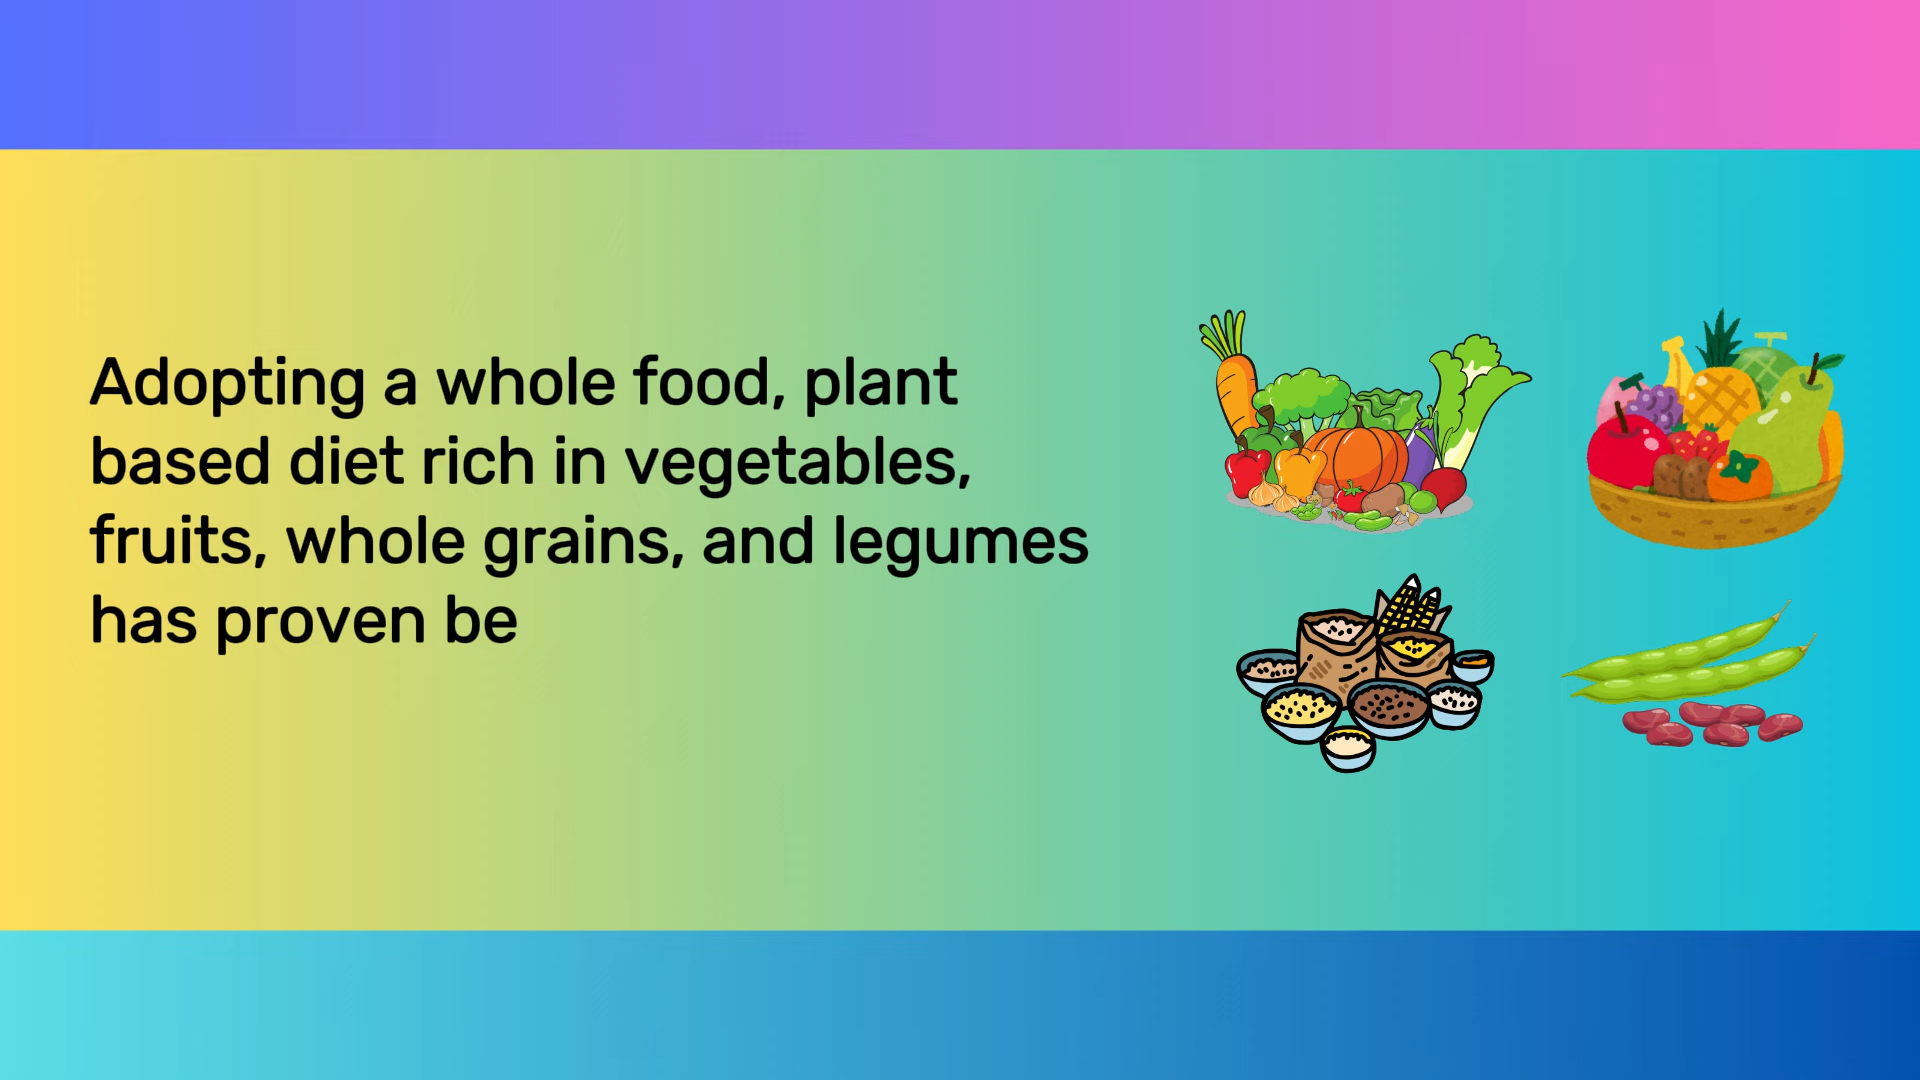 Adopting a whole food, plant
based diet rich in vegetables,
fruits, whole grains, and legumes
has proven be